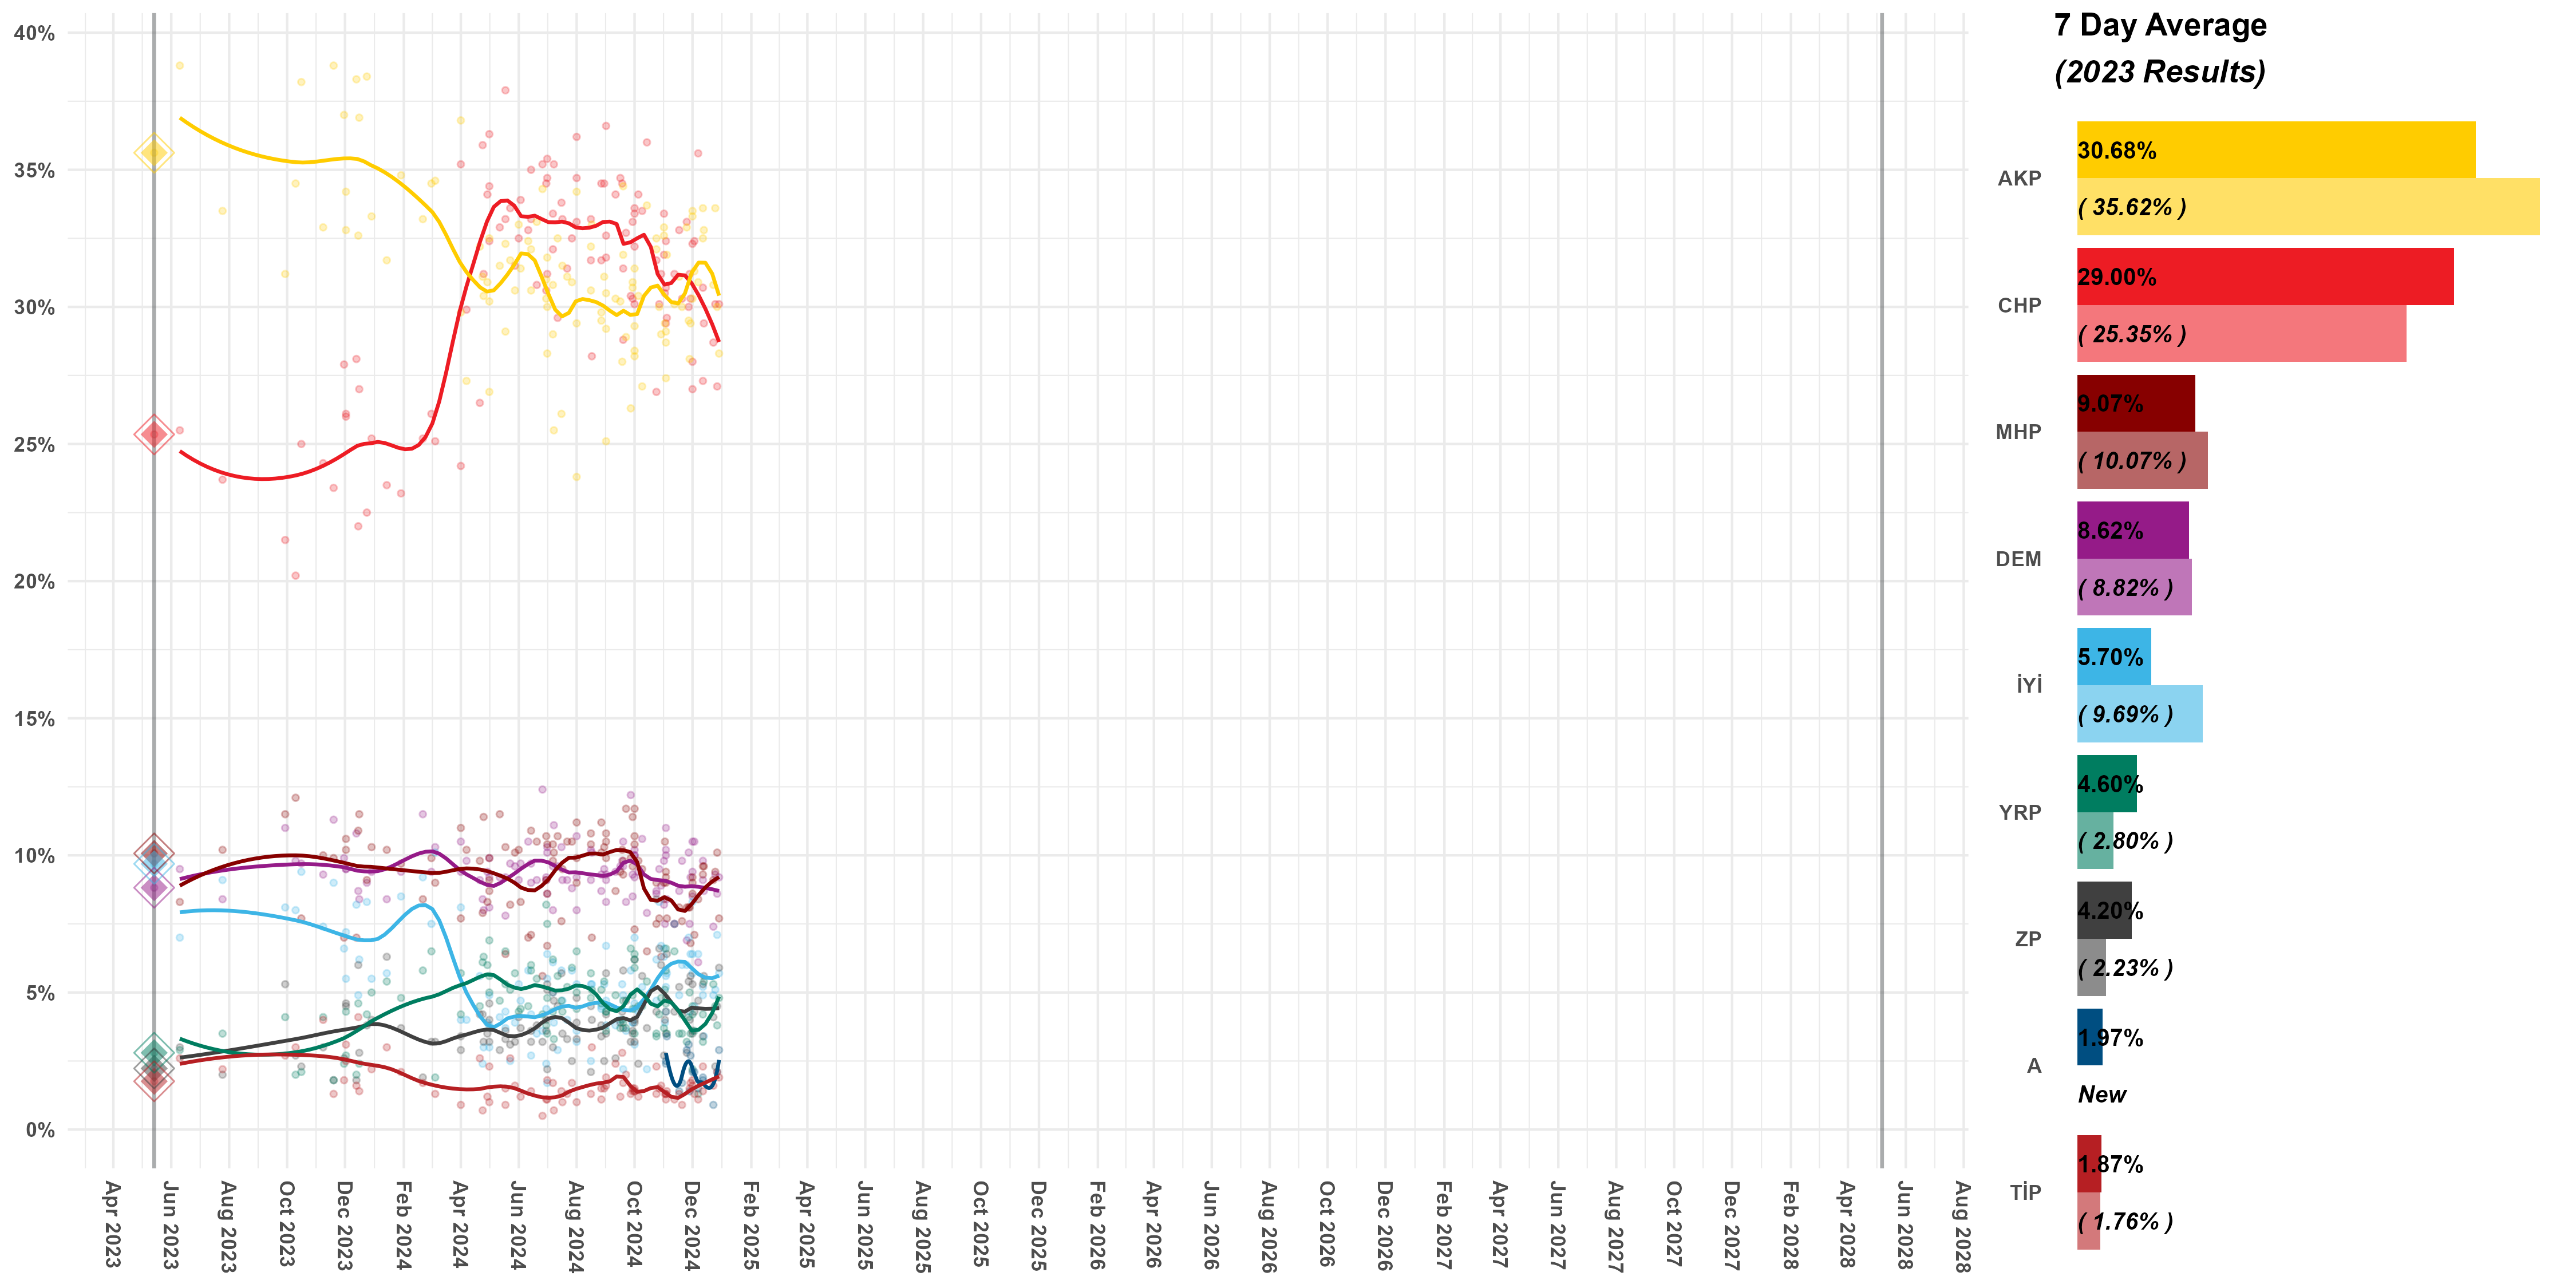 40%
35%
30%
25%
20%
15%
10%
5%
0%
Apr 2023
Jun 2023
Aug 2023
Oct 2023
Dec 2023
Feb 2024
Apr 2024
Jun 2024
Aug 2024
Oct 2024
Dec 2024
Feb 2025
Apr 2025
Jun 2025
Aug 2025
Oct 2025
Dec 2025
Feb 2026
Apr 2026
Jun 2026
Aug 2026
Oct 2026
Dec 2026
Feb 2027
Apr 2027
Jun 2027
Aug 2027
Oct 2027
Dec 2027
Feb 2028
Apr 2028
Jun 2028
Aug 2028
7 Day Average
(2023 Results)
AKP
30.68%
( 35.62% )
CHP
29.00%
( 25.35% )
MHP
9.07%
( 10.07% )
DEM
8.62%
( 8.82% )
İYİ
5.70%
( 9.69% )
YRP
4.60%
( 2.80% )
ZP
4.20%
( 2.23% )
A
1.97%
New
TİP
1.87%
( 1.76% )